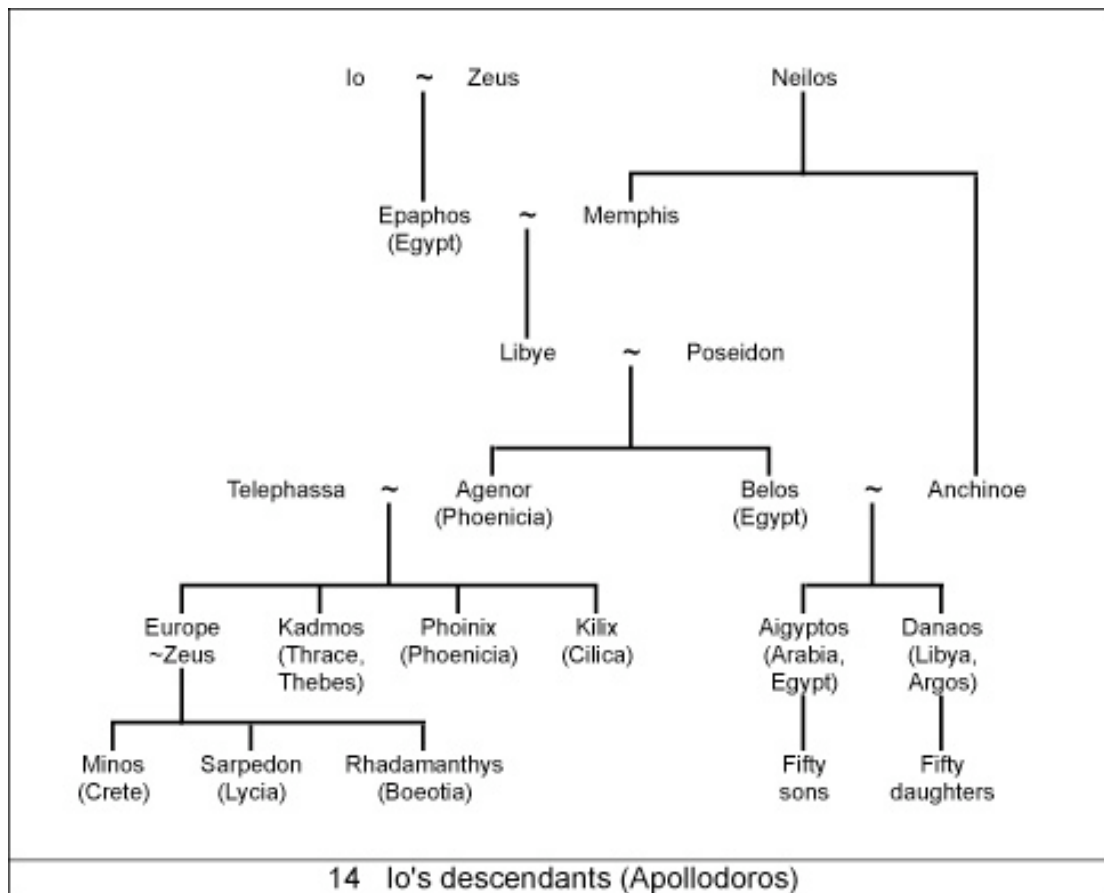 Io ~ Zeus Neilos
Epaphos ~ Memphis
(Egypt)
Libye ~ Poseidon
Telephassa ~ Agenor Belos ~ Anchinoe
(Phoenicia) (Egypt)
Europe Kadmos Phoinix Kilix Aigyptos Danaos
~Zeus (Thrace, (Phoenicia) (Cilica) (Arabia, (Libya,
Thebes) Egypt) Argos)
Minos Sarpedon Rhadamanthys Fifty Fifty
(Crete) (Lycia) (Boeotia) sons daughters
14 Io's descendants (Apollodoros)